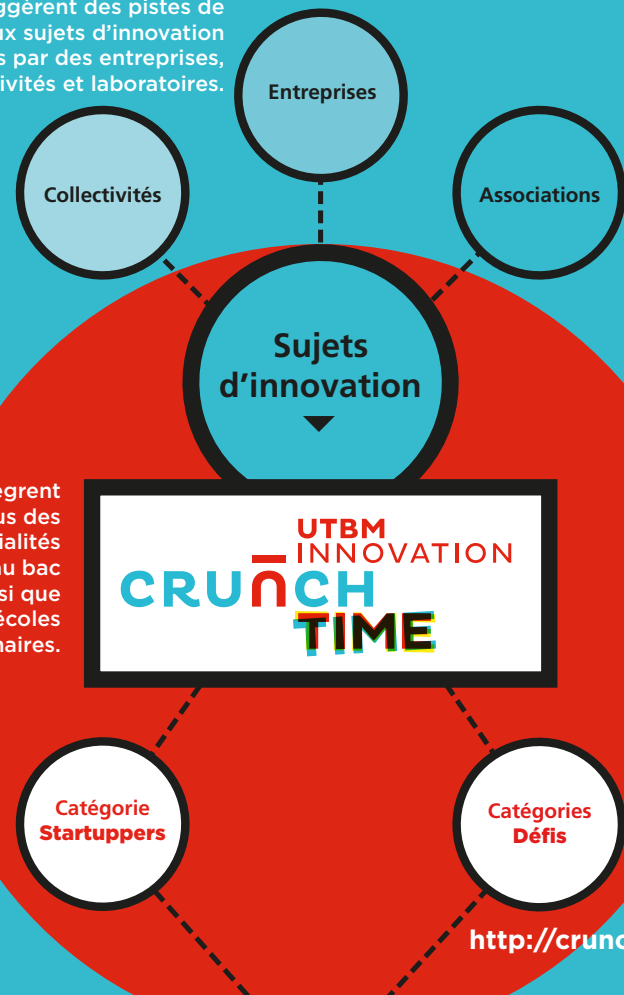 ggèrent des pistes de
ux sujets d'innovation
s par des entreprises,
ivités et laboratoires.
Entreprises
Collectivités
Associations
Sujets
d'innovation
egrent
us des
ialités
au bac
si que
écoles
naires.
UTBM
INNOVATION
CRUNCH
TIME
Catégorie
Startuppers
Catégories
Défis
http://crunc